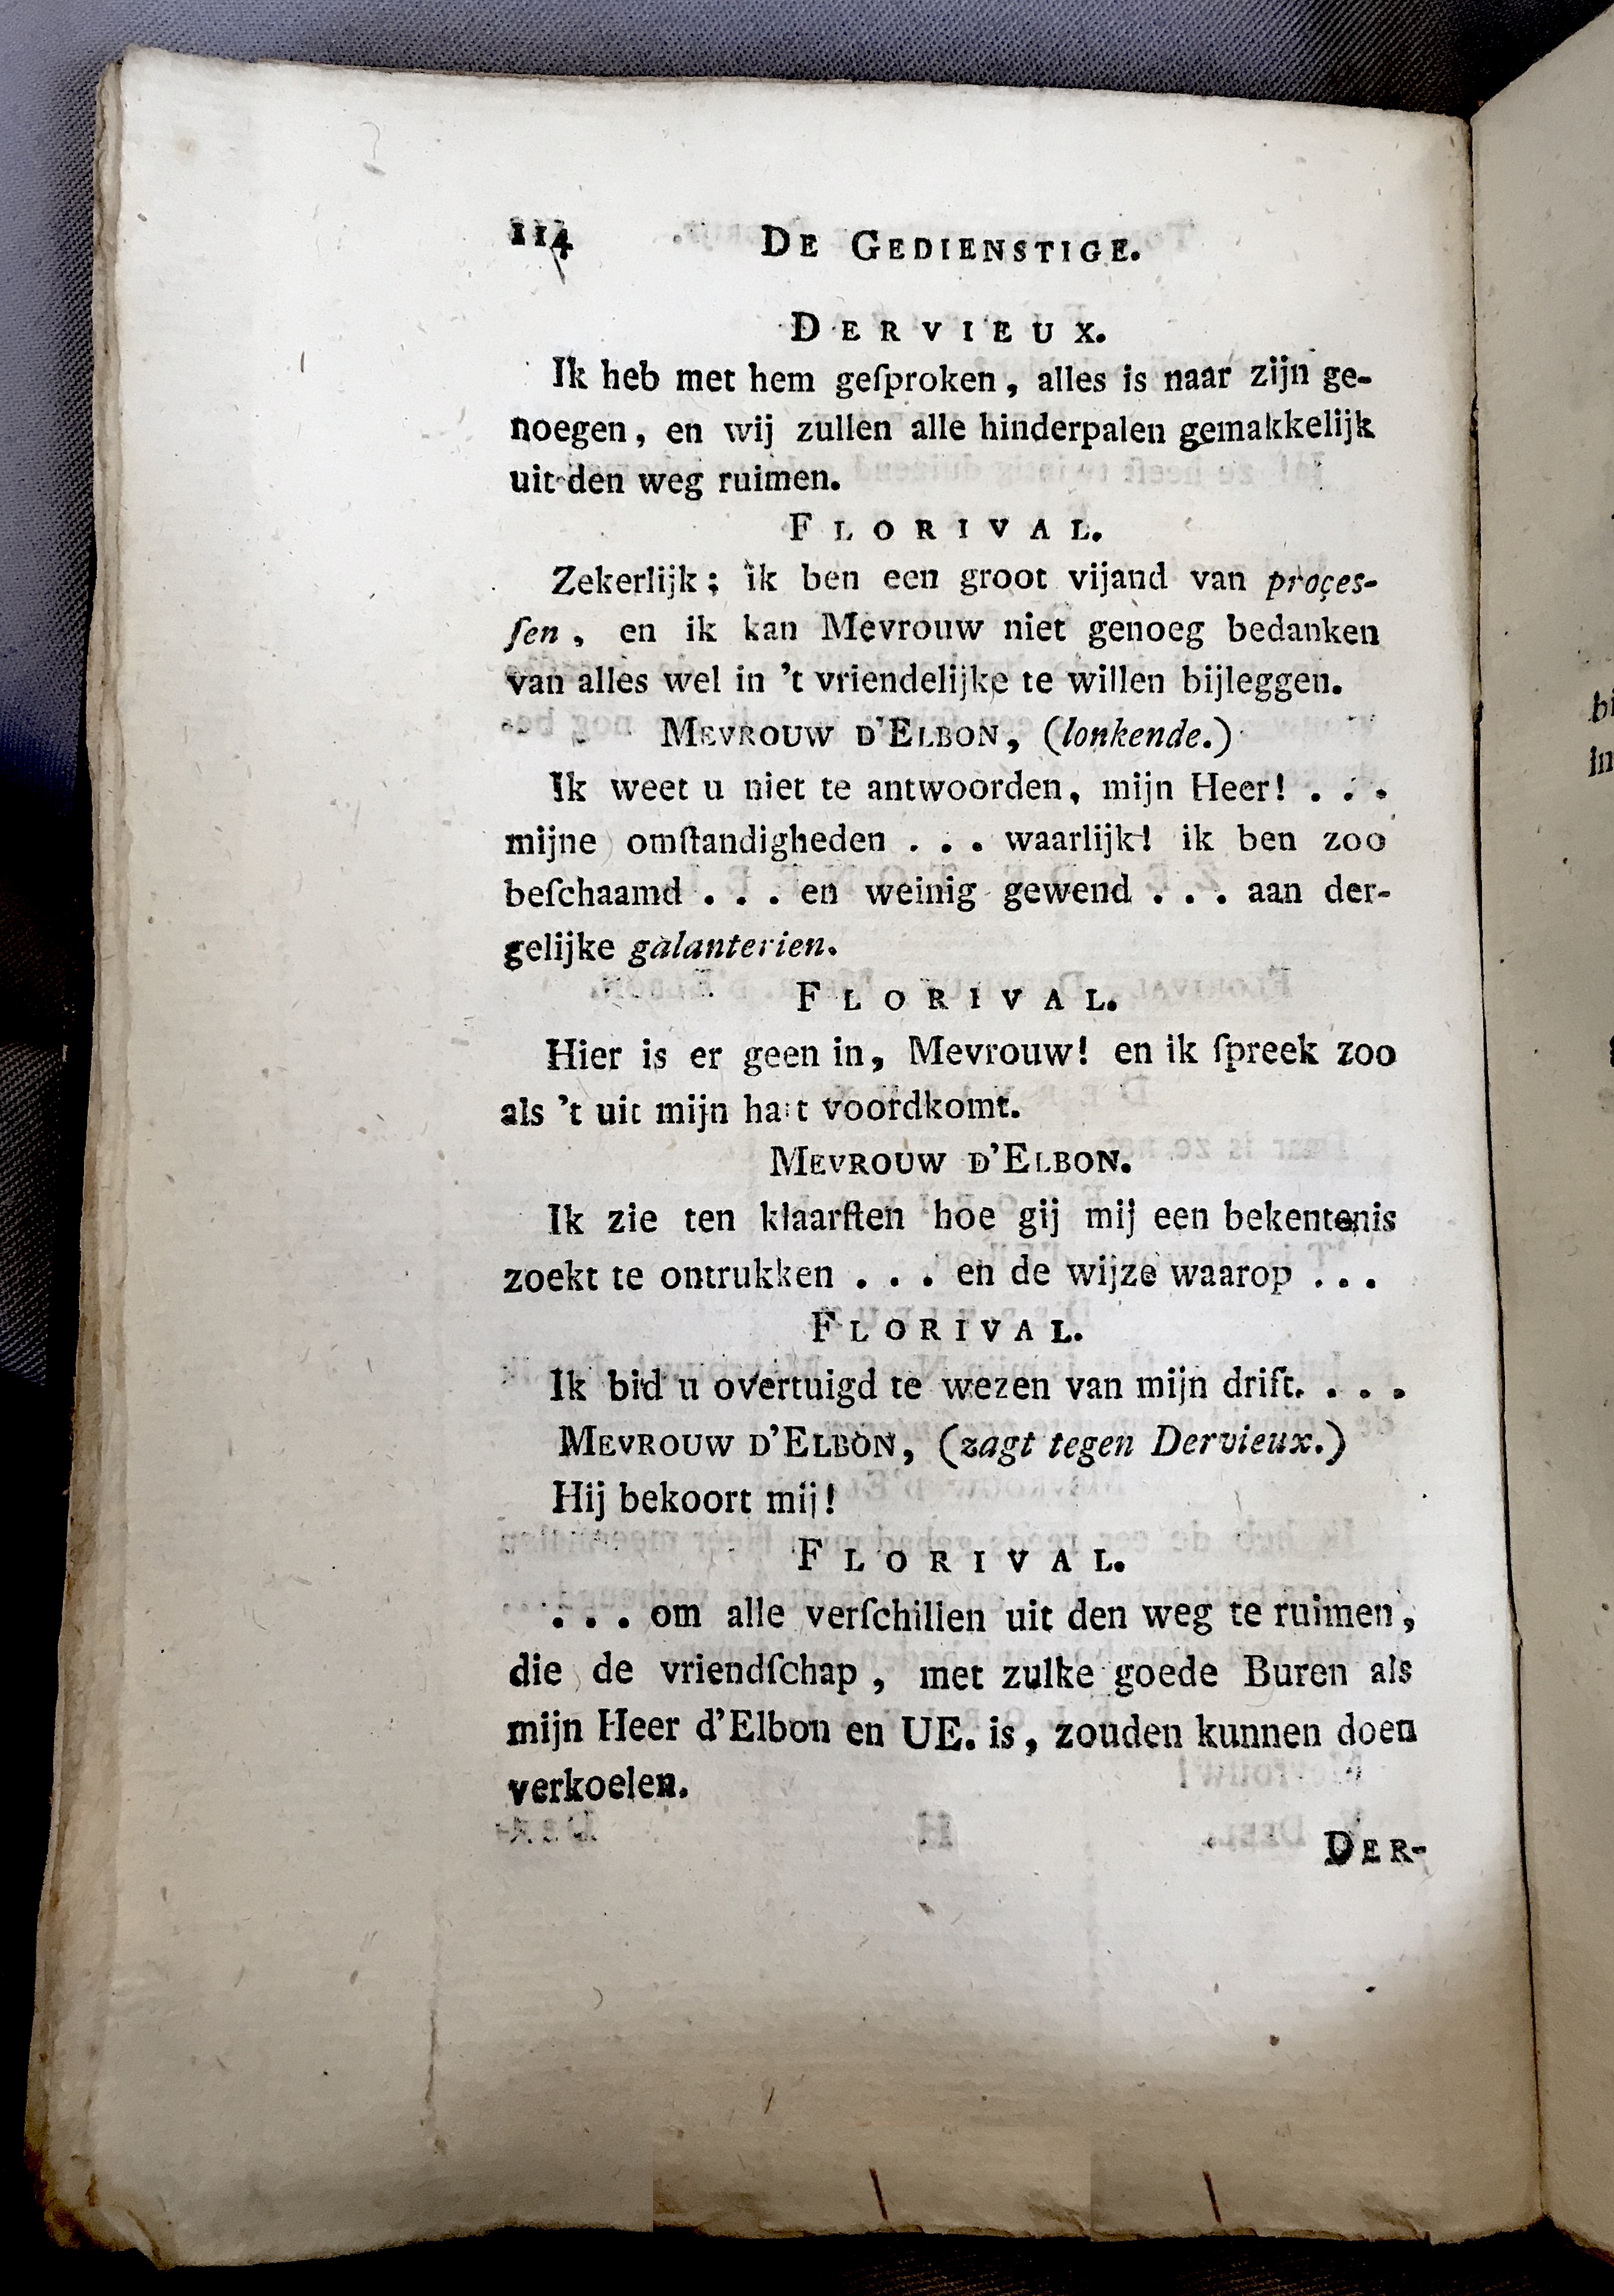 114 DE GEDIENSTIGE.
DERVIEUX.
Ik heb met hem geſproken, alles is naar zijn ge-
noegen, en wij zullen alle hinderpalen gemakkelijk
uit den weg ruimen.
FLORIVAL.
Zekerlijk; ik ben een groot vijand van proces-
ſen, en ik kan Mevrouw niet genoeg bedanken
van alles wel in 't vriendelijke te willen bijleggen.
MEVROUW D'ELBON, (lonkende.)
Ik weet u niet te antwoorden, mijn Heer! . . .
mijne omſtandigheden . . . waarlijk! ik ben zoo
beſchaamd . . . en weinig gewend . . . aan der-
gelijke galanterien.
FLORIVAL.
Hier is er geen in, Mevrouw! en ik ſpreek zoo
als 't uit mijn hart voordkomt.
MEVROUW D'ELBON.
Ik zie ten klaarſten hoe gij mij een bekentenis
zoekt te ontrukken . . . en de wijze waarop . . .
FLORIVAL.
Ik bid u overtuigd te wezen van mijn drift. . . .
MEVROUW D'ELBON, (zagt tegen Dervieux.)
Hij bekoort mij!
FLORIVAL.
. . . om alle verſchillen uit den weg te ruimen,
die de vriendſchap, met zulke goede Buren als
mijn Heer d'Elbon en UE. is, zouden kunnen doen
verkoelen.
DER-